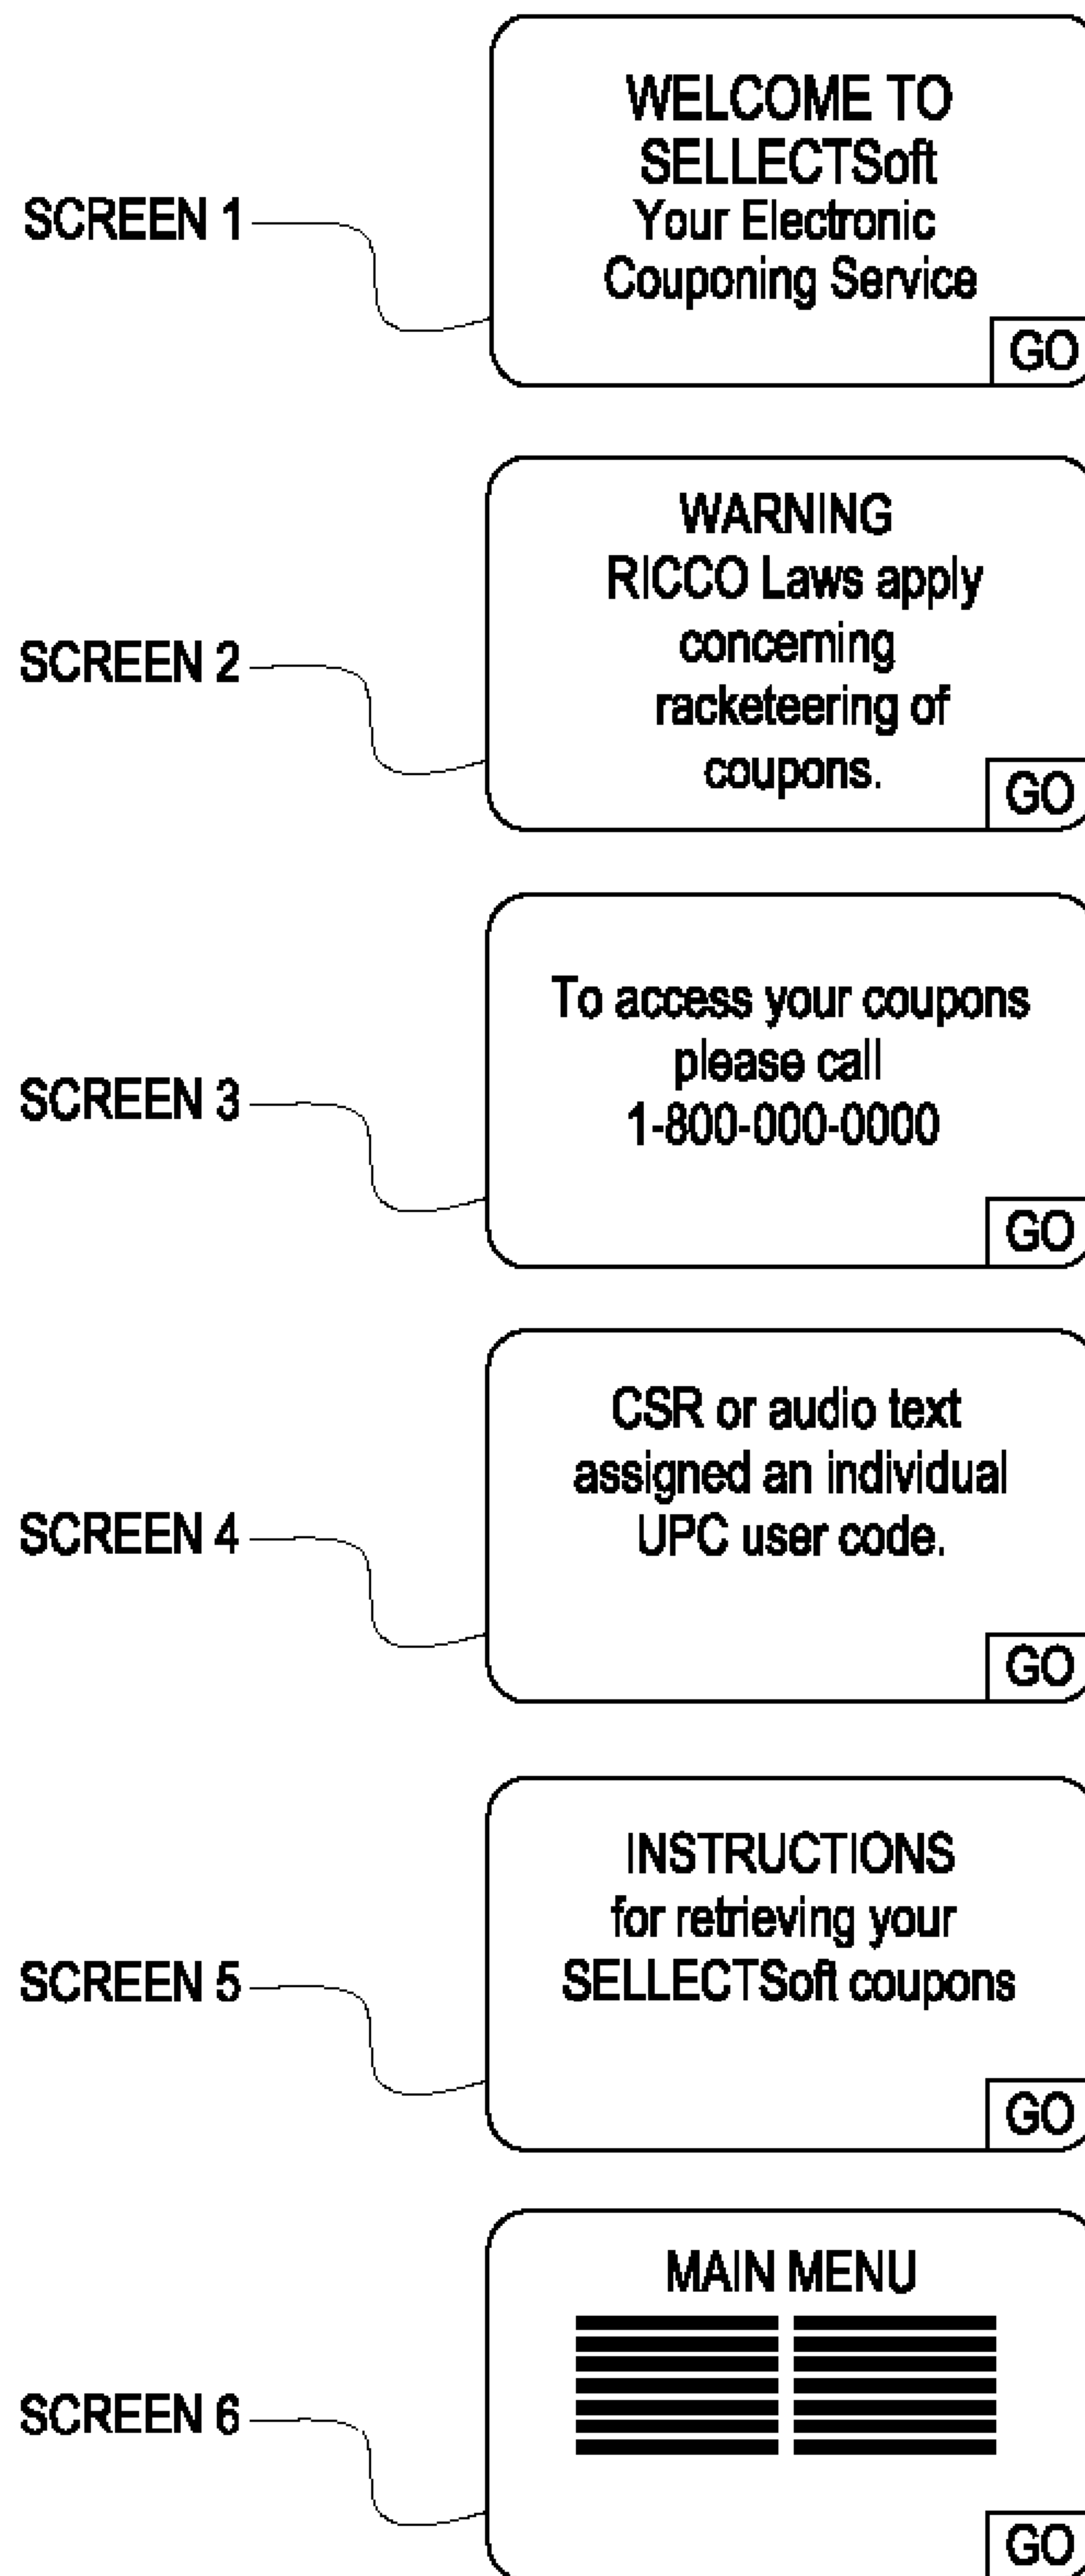 WELCOME TO
SELLECTSoft
Your Electronic
Couponing Service
SCREEN 1
GO
WARNING
RICCO Laws apply
concerning
racketeering of
coupons.
SCREEN 2
GO
To access your coupons
please call
1-800-000-0000
SCREEN 3
GO
CSR or audio text
assigned an individual
UPC user code.
SCREEN 4
GO
INSTRUCTIONS
for retrieving your
SELLECTSoft coupons
SCREEN 5
GO
MAIN MENU
SCREEN 6
GO